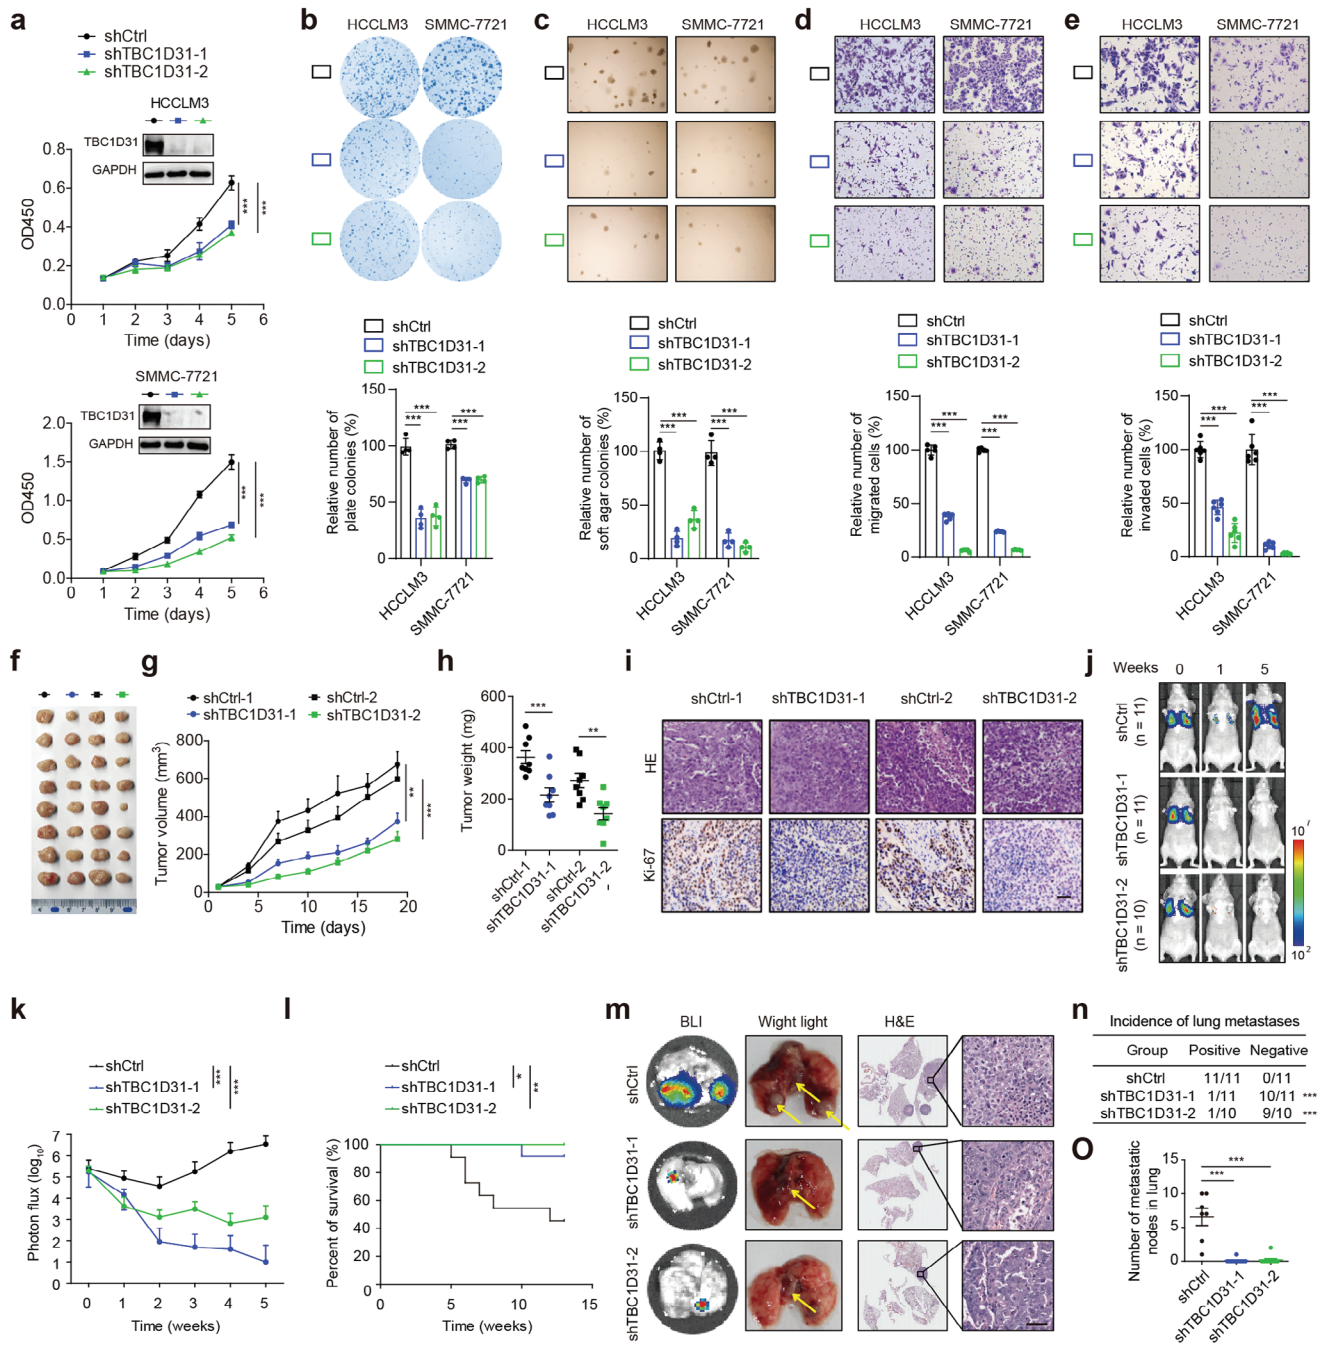 a
shCtrl
shTBC1D31-1
shTBC1D31-2
HCCLM3
TBC1D31
GAPDH
OD450
0.8
0.6
0.4
0.2
0.0
***
***
0 1 2 3 4 5 6
Time (days)
SMMC-7721
TBC1D31
GAPDH
OD450
2.0
1.5
1.0
0.5
0.0
***
***
0 1 2 3 4 5 6
Time (days)
b
HCCLM3 SMMC-7721
shCtrl
shTBC1D31-1
shTBC1D31-2
Relative number of
plate colonies (%)
150
100
50
0
*** ***
*** ***
HCCLM3
SMMC-7721
c
HCCLM3 SMMC-7721
shCtrl
shTBC1D31-1
shTBC1D31-2
Relative number of
soft agar colonies (%)
150
100
50
0
*** ***
*** ***
HCCLM3
SMMC-7721
d
HCCLM3 SMMC-7721
shCtrl
shTBC1D31-1
shTBC1D31-2
Relative number of
migrated cells (%)
150
100
50
0
*** ***
*** ***
HCCLM3
SMMC-7721
e
HCCLM3 SMMC-7721
shCtrl
shTBC1D31-1
shTBC1D31-2
Relative number of
invaded cells (%)
150
100
50
0
*** ***
*** ***
HCCLM3
SMMC-7721
f
g
shCtrl-1 shCtrl-2
shTBC1D31-1 shTBC1D31-2
Tumor volume (mm3)
800
600
400
200
0
**
***
0 5 10 15 20
Time (days)
h
Tumor weight (mg)
600
400
200
0
***
**
shCtrl-1
shTBC1D31-1
shCtrl-2
shTBC1D31-2
i
shCtrl-1 shTBC1D31-1 shCtrl-2 shTBC1D31-2
HE
Ki-67
j
Weeks 0 1 5
shCtrl
(n = 11)
shTBC1D31-1
(n = 11)
shTBC1D31-2
(n = 10)
10^7
10^2
k
shCtrl
shTBC1D31-1
shTBC1D31-2
***
***
Photon flux (log10)
7
6
5
4
3
2
1
0
0 1 2 3 4 5
Time (weeks)
l
shCtrl
shTBC1D31-1
shTBC1D31-2
*
**
Percent of survival (%)
100
80
60
40
20
0
0 5 10 15
Time (weeks)
m
BLI Wight light H&E
shCtrl
shTBC1D31-1
shTBC1D31-2
n
Incidence of lung metastases
Group Positive Negative
shCtrl 11/11 0/11
shTBC1D31-1 1/11 10/11 ***
shTBC1D31-2 1/10 9/10 ***
O
Number of metastatic
nodes in lung
15
10
5
0
***
***
shCtrl
shTBC1D31-1
shTBC1D31-2